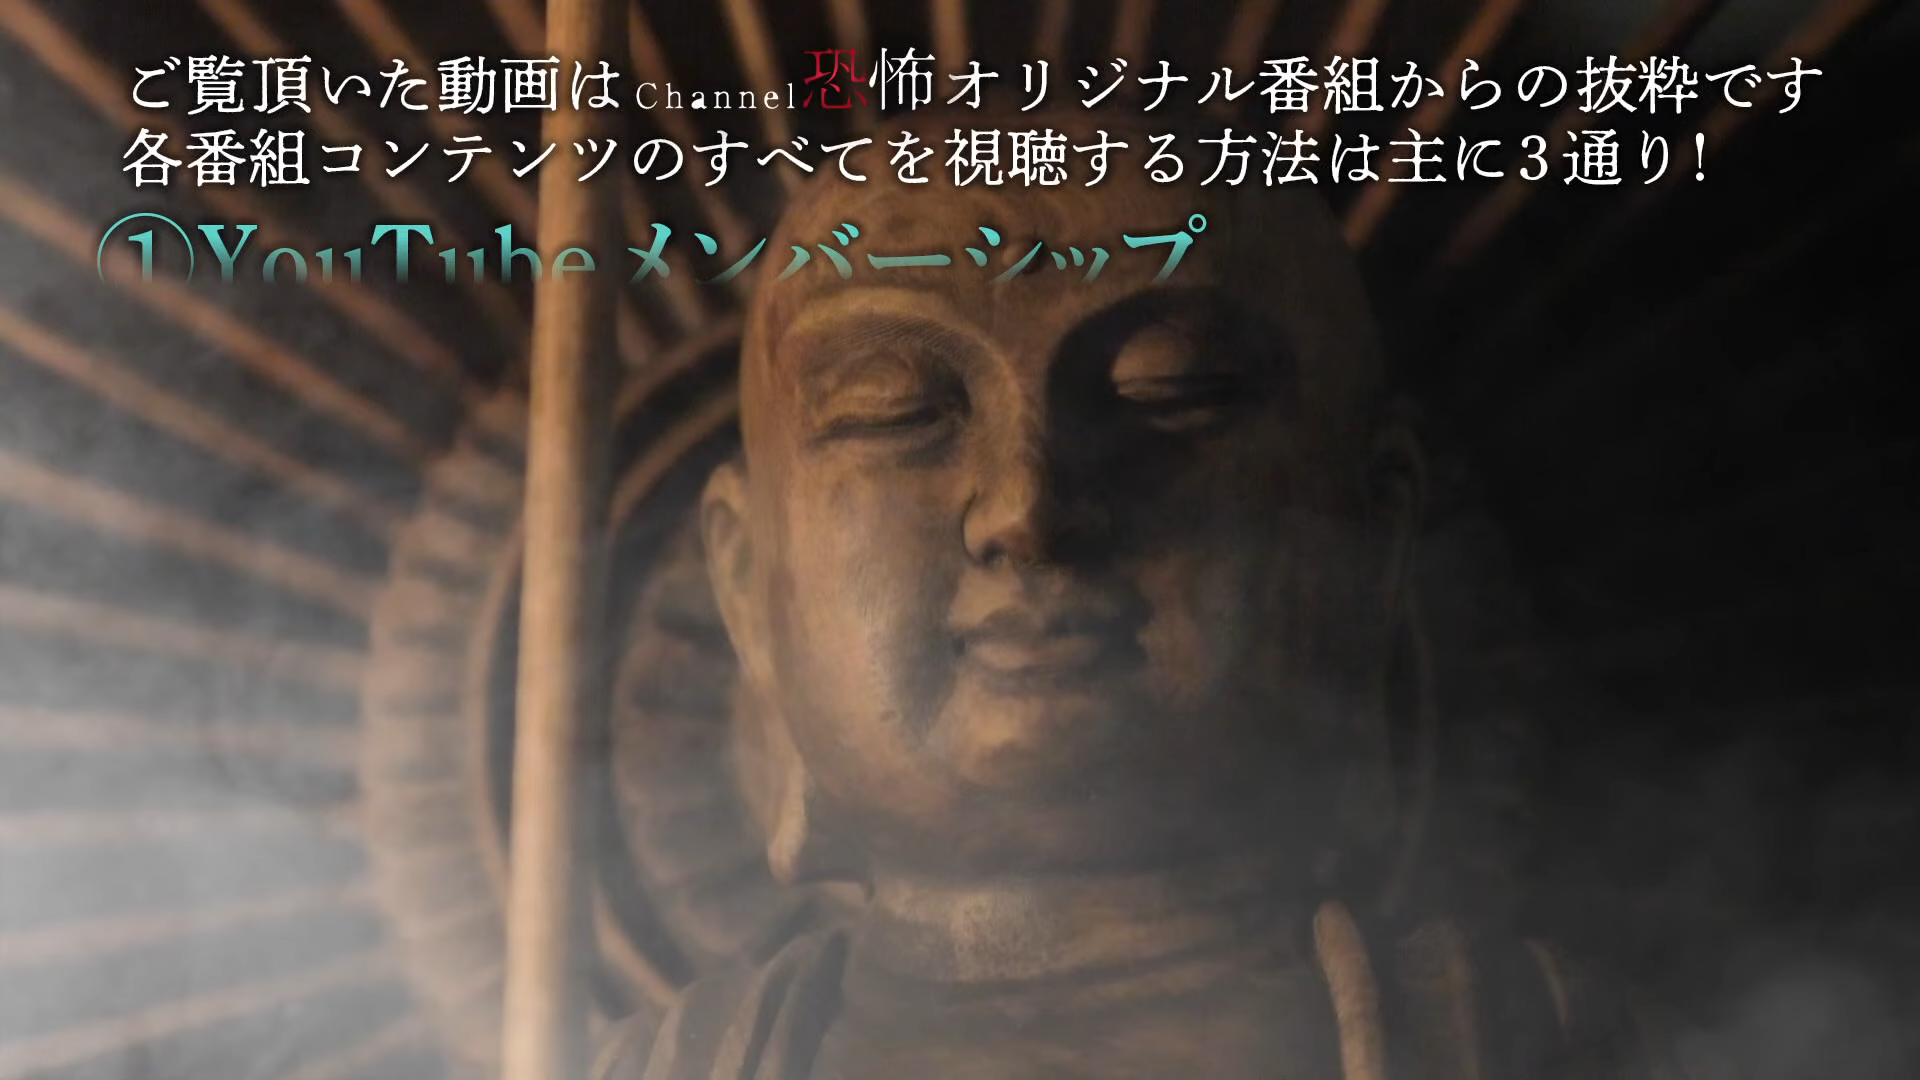 ご覧頂いた動画はChannel恐怖オリジナル番組からの抜粋です
各番組コンテンツのすべてを視聴する方法は主に３通り！
①YouTubeメンバーシップ